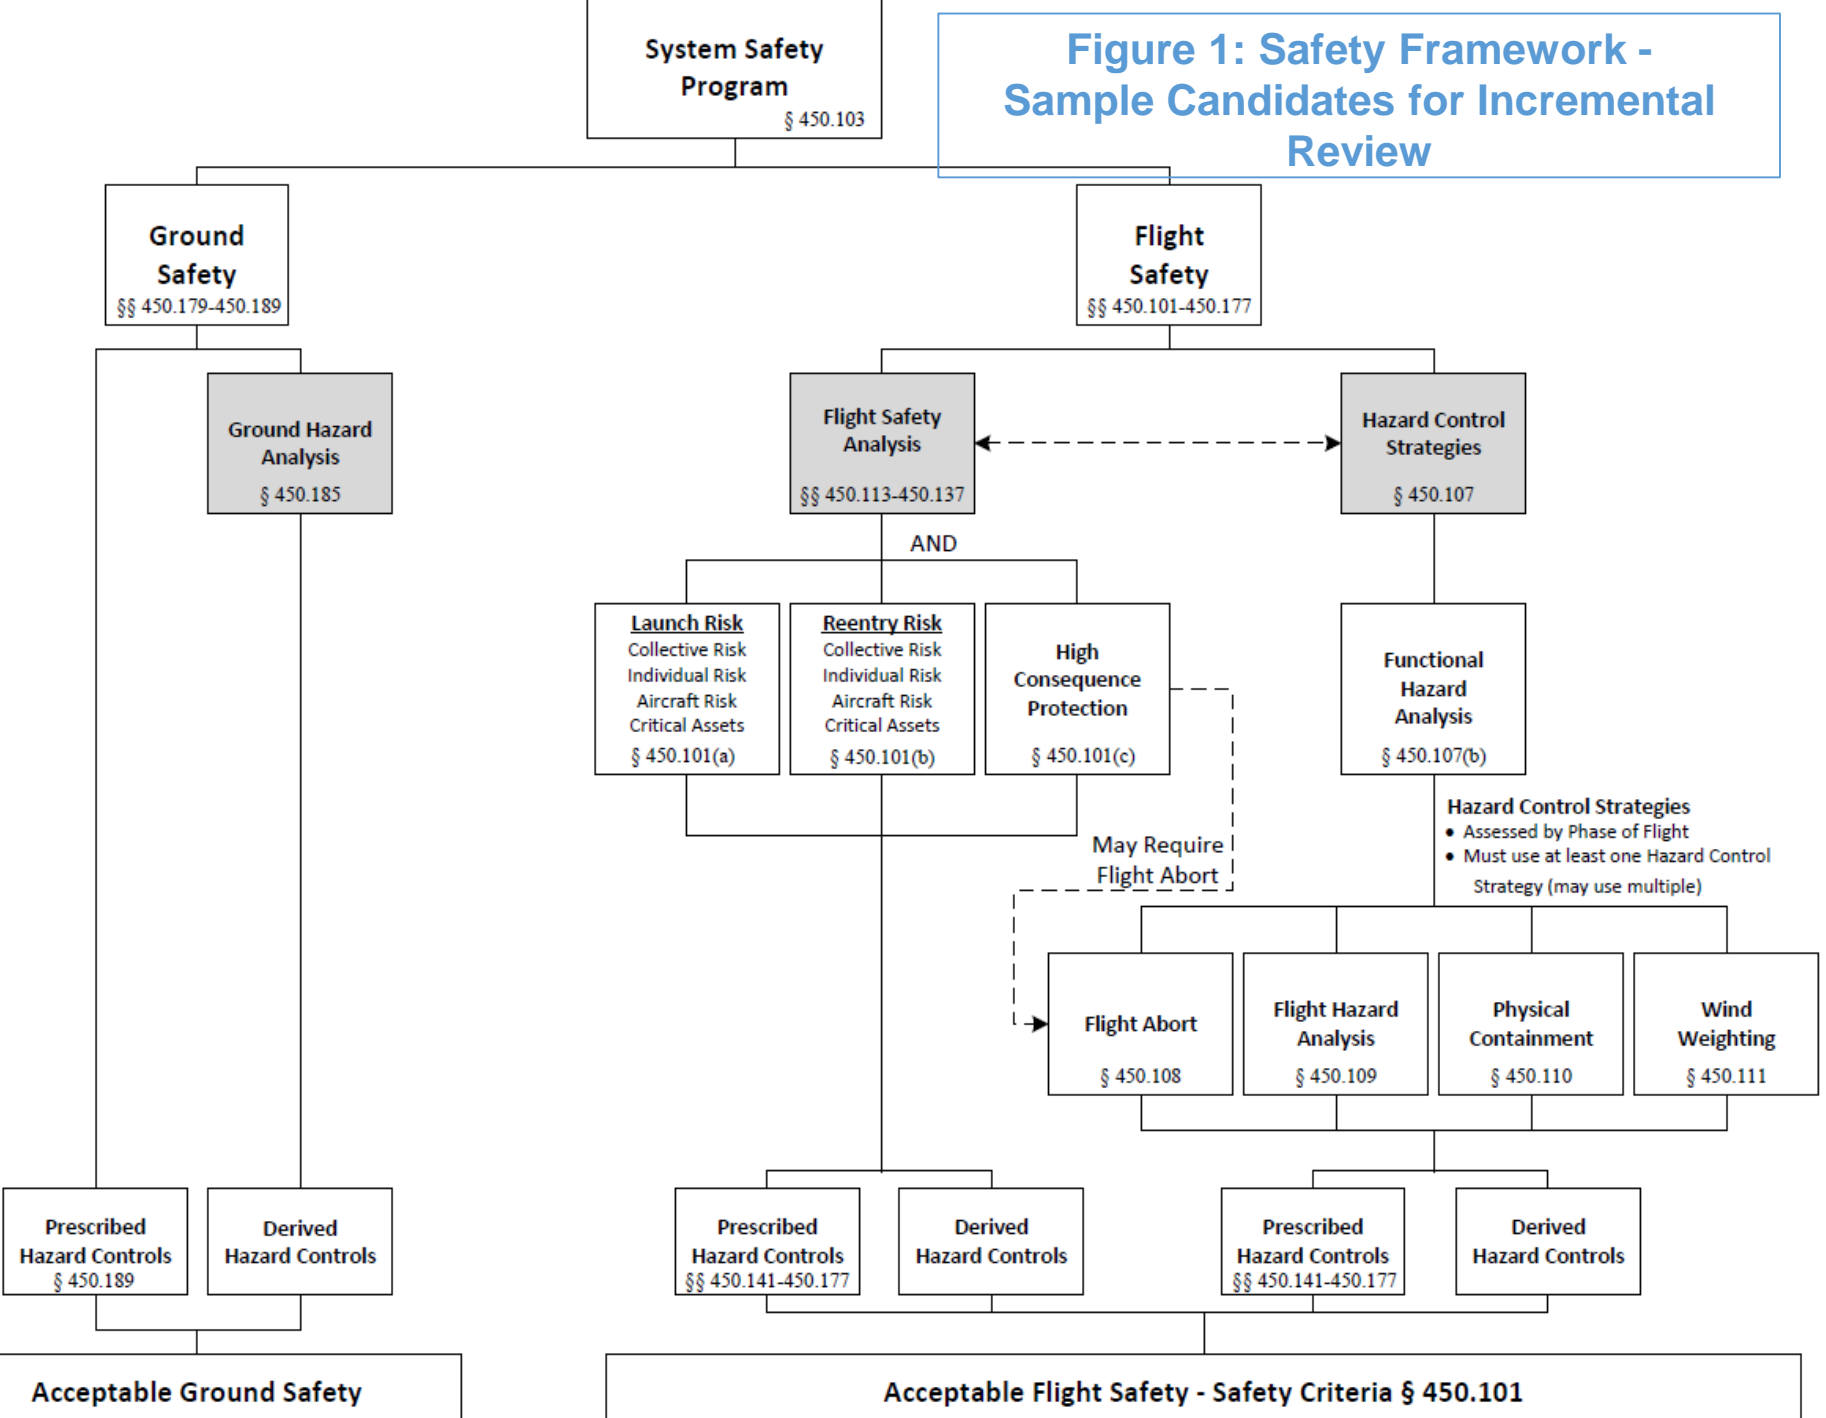 System Safety
Program
§ 450.103
Figure 1: Safety Framework -
Sample Candidates for Incremental
Review
Ground
Safety
§§ 450.179-450.189
Flight
Safety
§§ 450.101-450.177
Ground Hazard
Analysis
§ 450.185
Flight Safety
Analysis
§§ 450.113-450.137
Hazard Control
Strategies
§ 450.107
AND
Launch Risk
Collective Risk
Individual Risk
Aircraft Risk
Critical Assets
§ 450.101(a)
Reentry Risk
Collective Risk
Individual Risk
Aircraft Risk
Critical Assets
§ 450.101(b)
High
Consequence
Protection
§ 450.101(c)
Functional
Hazard
Analysis
§ 450.107(b)
Hazard Control Strategies
• Assessed by Phase of Flight
• Must use at least one Hazard Control
Strategy (may use multiple)
May Require
Flight Abort
Flight Abort
§ 450.108
Flight Hazard
Analysis
§ 450.109
Physical
Containment
§ 450.110
Wind
Weighting
§ 450.111
Prescribed
Hazard Controls
§ 450.189
Derived
Hazard Controls
Prescribed
Hazard Controls
§§ 450.141-450.177
Derived
Hazard Controls
Prescribed
Hazard Controls
§§ 450.141-450.177
Derived
Hazard Controls
Acceptable Ground Safety
Acceptable Flight Safety - Safety Criteria § 450.101